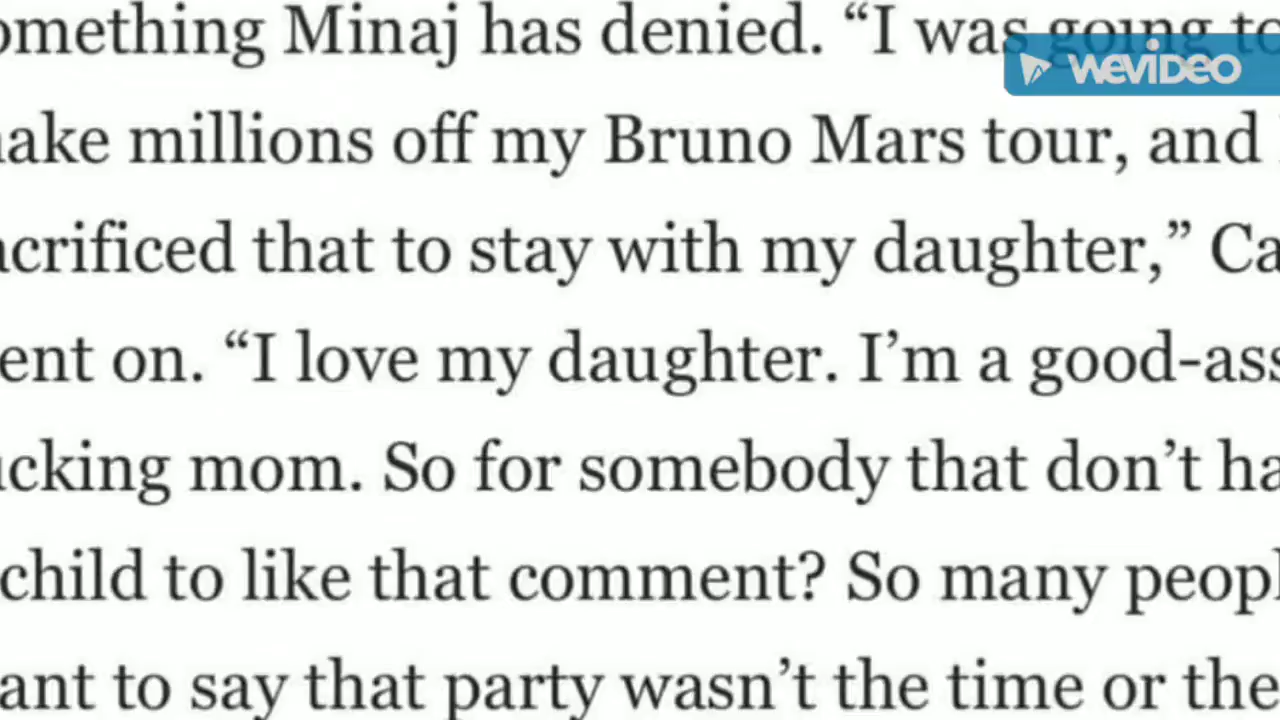 omething Minaj has denied. “I was going to
WeVideo
ake millions off my Bruno Mars tour, and
acrificed that to stay with my daughter,” Ca
ent on. “I love my daughter. I’m a good-ass
ucking mom. So for somebody that don’t ha
child to like that comment? So many peopl
ant to say that party wasn’t the time or the